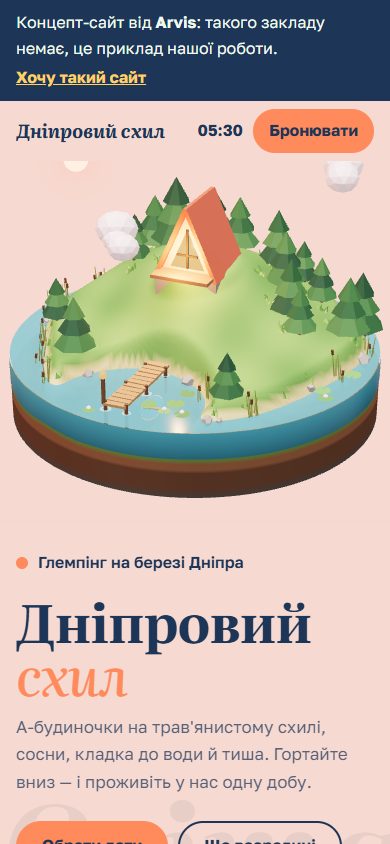 Концепт-сайт від Arvis: такого закладу
немає, це приклад нашої роботи.
Хочу такий сайт
Дніпровий схил
05:30
Бронювати
Глемпінг на березі Дніпра
Дніпровий
схил
А-будиночки на трав'янистому схилі,
сосни, кладка до води й тиша. Гортайте
вниз — і проживіть у нас одну добу.